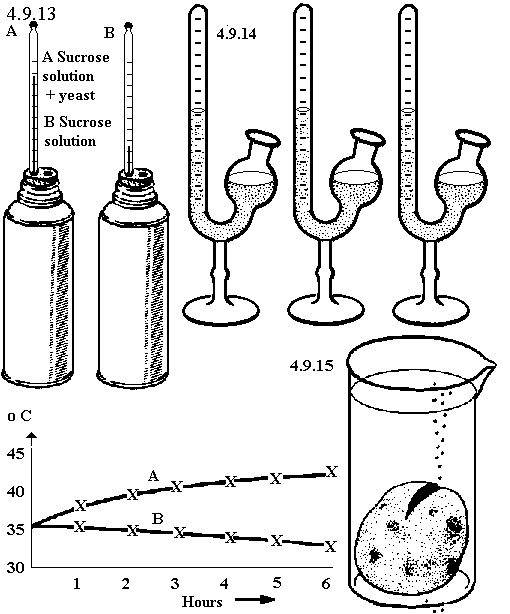 4.9.13
A
B
A Sucrose
solution
+ yeast
B Sucrose
solution
4.9.14
4.9.15
o C
45
40
35
30
A
B
X X X X X X
X X X X X X
1 2 3 4 5 6
Hours